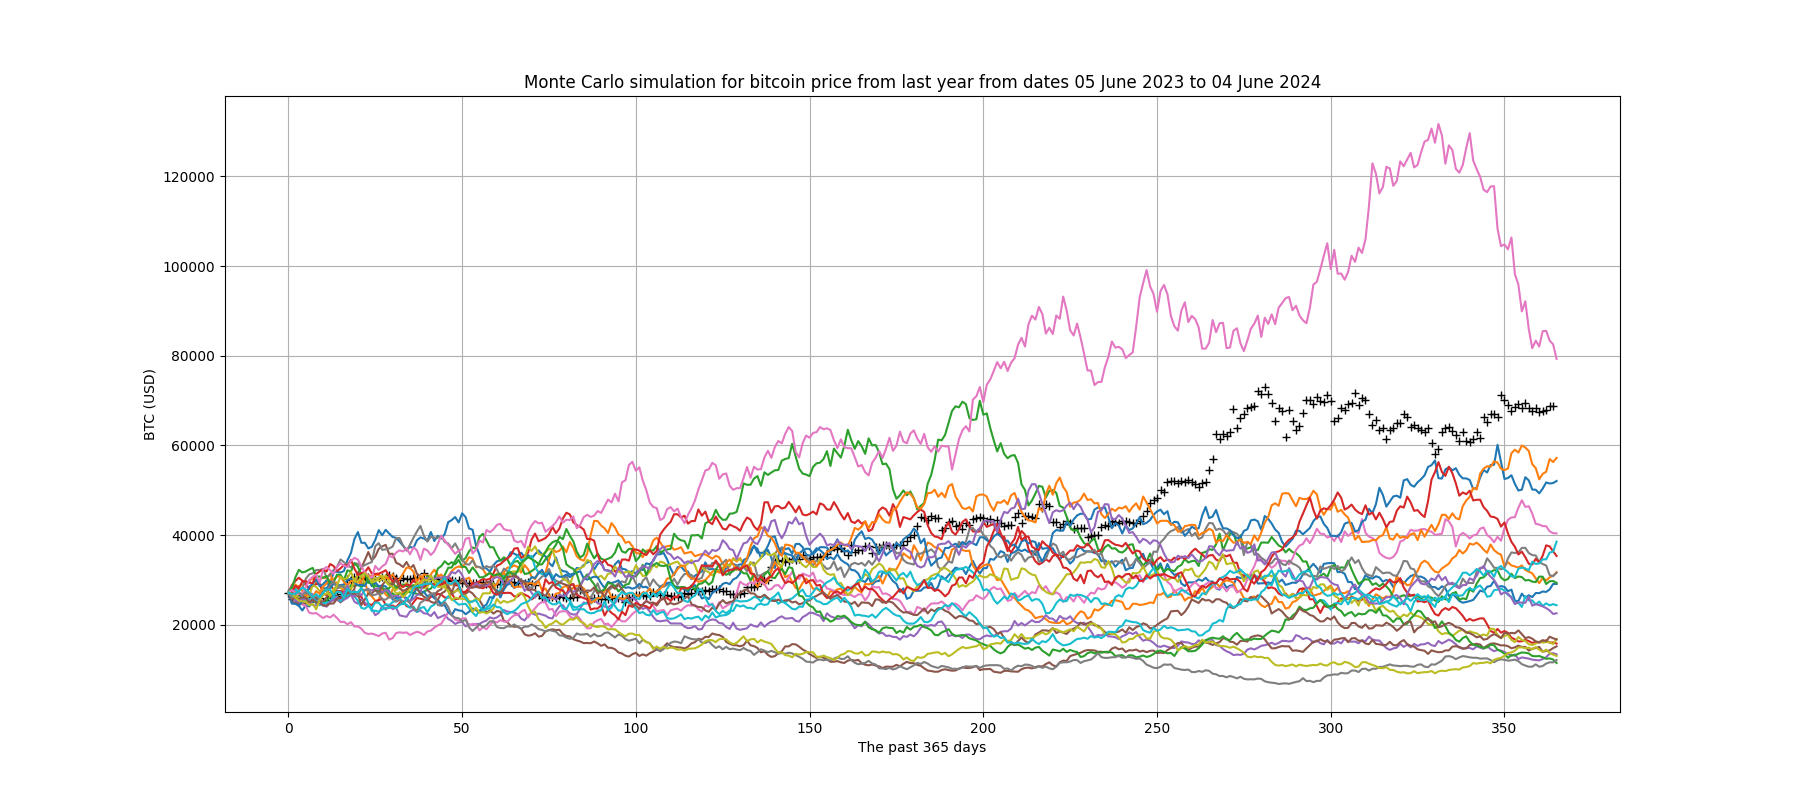 Monte Carlo simulation for bitcoin price from last year from dates 05 June 2023 to 04 June 2024
120000
100000
80000
60000
40000
20000
BTC (USD)
0 50 100 150 200 250 300 350
The past 365 days